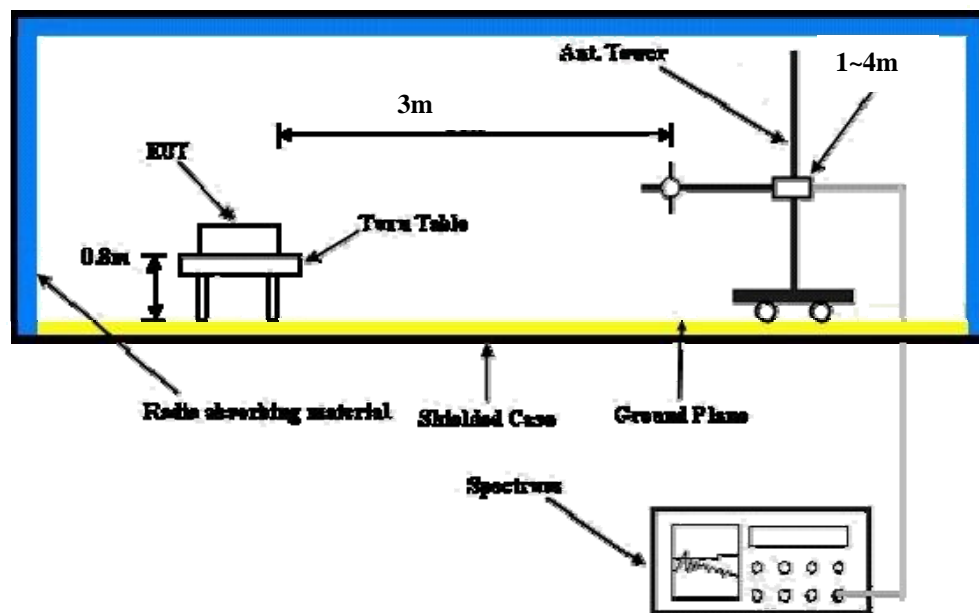 Ant. Tower
1~4m
3m
EUT
Turn Table
0.8m
Radio absorbing material
Shielded Case
Ground Plane
Spectrum